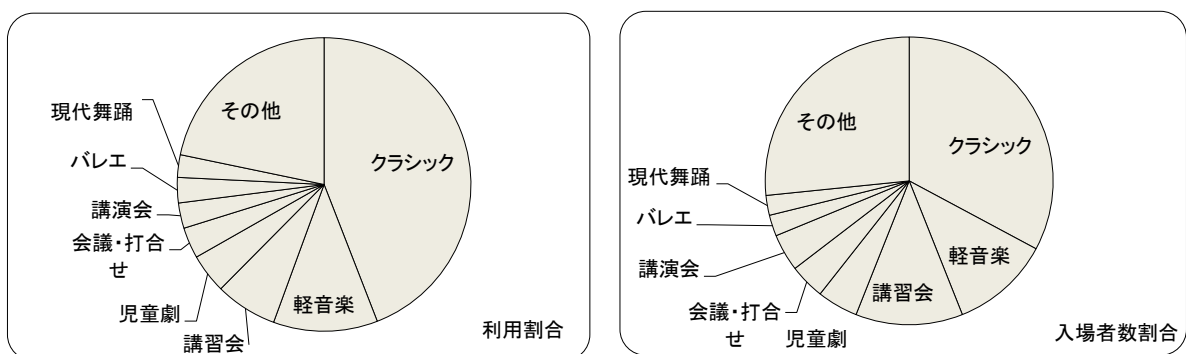 その他
クラシック
現代舞踊
バレエ
講演会
会議・打合
せ
児童劇
講習会
軽音楽
利用割合
その他
クラシック
現代舞踊
バレエ
講演会
会議・打合
せ
児童劇
講習会
軽音楽
入場者数割合